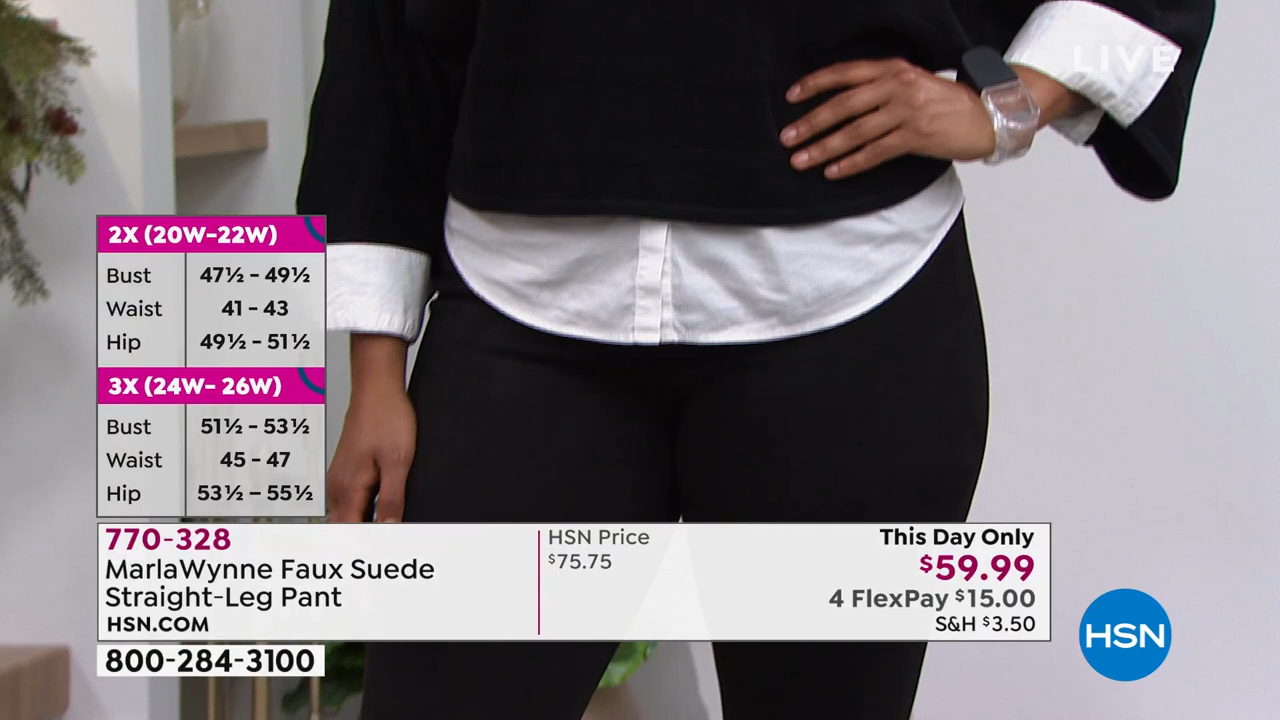 LIVE
2X (20W-22W)
Bust 47½ - 49½
Waist 41 - 43
Hip 49½ - 51½
3X (24W- 26W)
Bust 51½ - 53½
Waist 45 - 47
Hip 53½ - 55½
770-328
MarlaWynne Faux Suede
Straight-Leg Pant
HSN.COM
HSN Price
$75.75
This Day Only
$59.99
4 FlexPay $15.00
S&H $3.50
800-284-3100
HSN